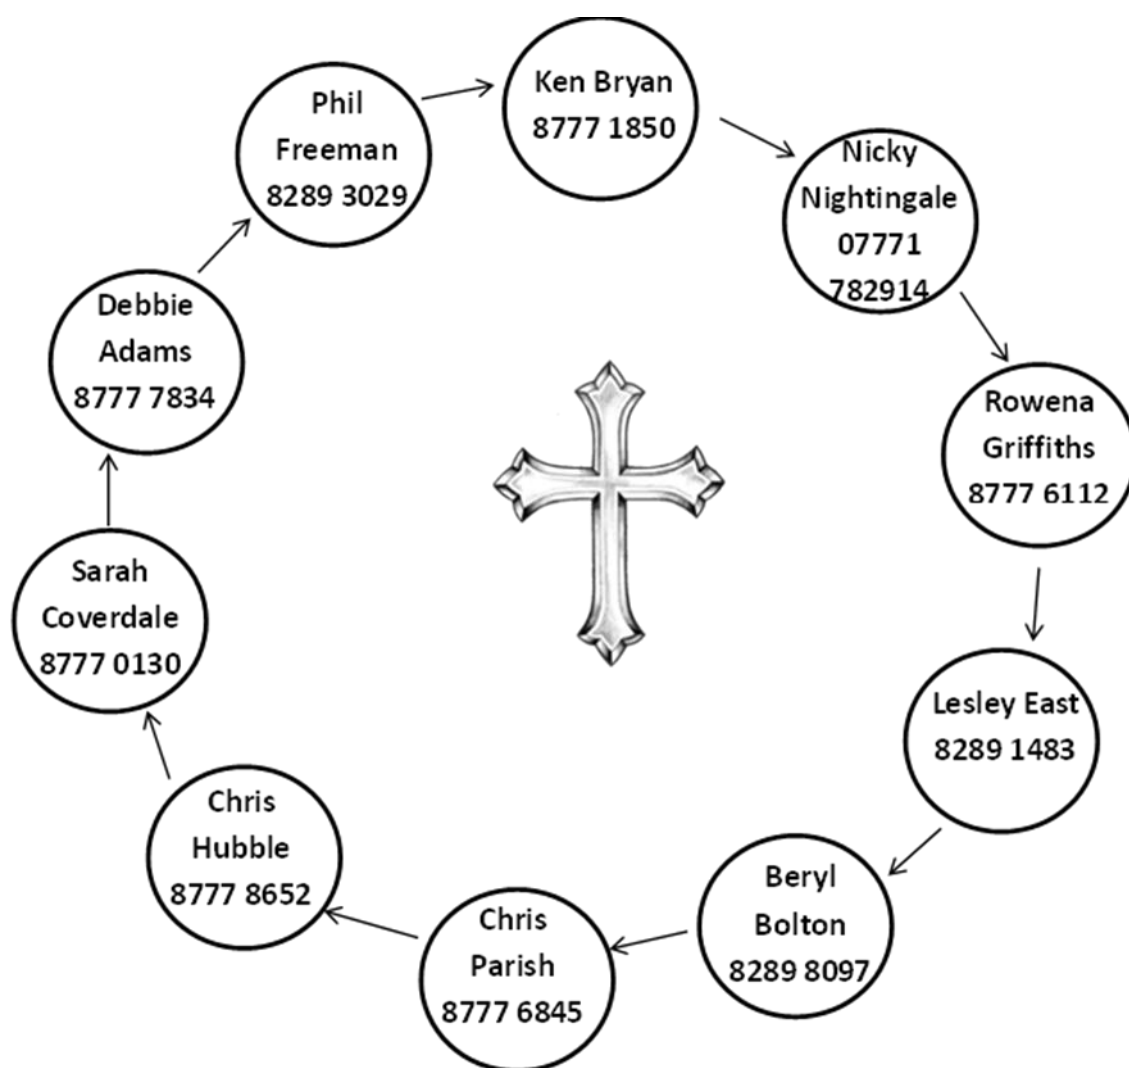 Ken Bryan
8777 1850
Nicky
Nightingale
07771
782914
Rowena
Griffiths
8777 6112
Lesley East
8289 1483
Beryl
Bolton
8289 8097
Chris
Parish
8777 6845
Chris
Hubble
8777 8652
Sarah
Coverdale
8777 0130
Debbie
Adams
8777 7834
Phil
Freeman
8289 3029